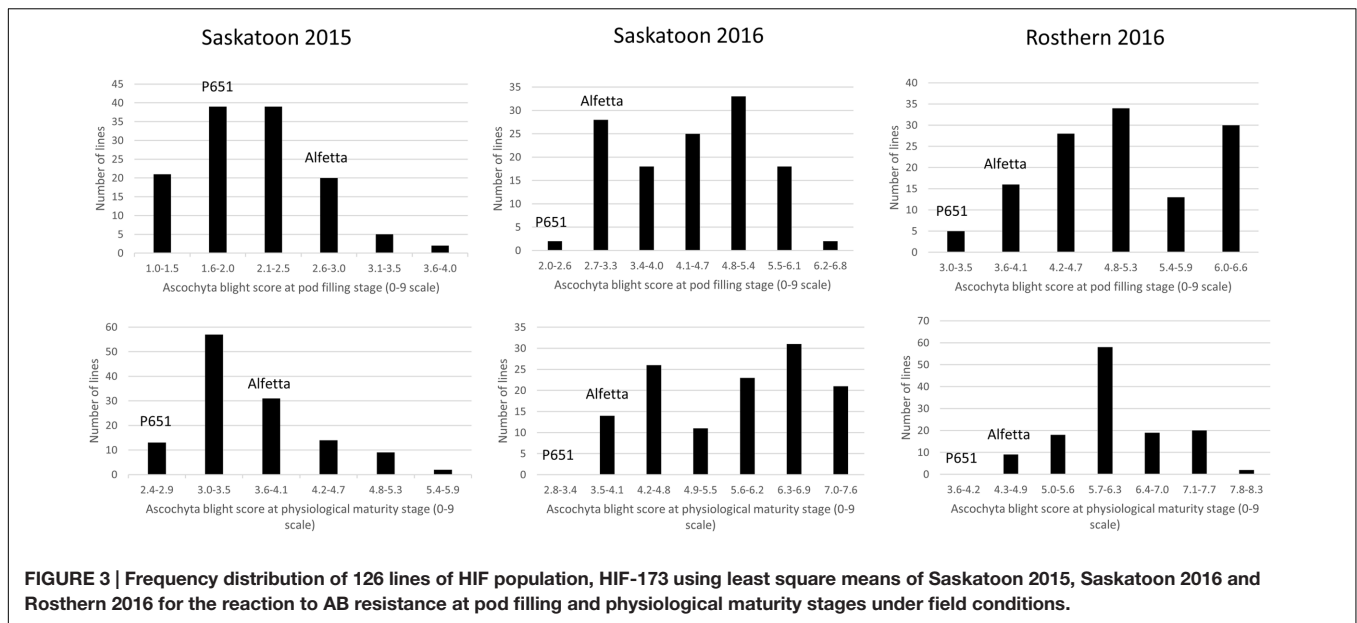 Saskatoon 2015
Saskatoon 2016
Rosthern 2016
Number of lines
45
40
35
30
25
20
15
10
5
0
P651
Alfetta
1.0-1.5 1.6-2.0 2.1-2.5 2.6-3.0 3.1-3.5 3.6-4.0
Ascochyta blight score at pod filling stage (0-9 scale)
Number of lines
35
30
25
20
15
10
5
0
P651
Alfetta
2.0-2.6 2.7-3.3 3.4-4.0 4.1-4.7 4.8-5.4 5.5-6.1 6.2-6.8
Ascochyta blight score at pod filling stage (0-9 scale)
Number of lines
40
35
30
25
20
15
10
5
0
P651
Alfetta
3.0-3.5 3.6-4.1 4.2-4.7 4.8-5.3 5.4-5.9 6.0-6.6
Ascochyta blight score at pod filling stage (0-9 scale)
Number of lines
60
50
40
30
20
10
0
P651
Alfetta
2.4-2.9 3.0-3.5 3.6-4.1 4.2-4.7 4.8-5.3 5.4-5.9
Ascochyta blight score at physiological maturity stage (0-9
scale)
Number of lines
35
30
25
20
15
10
5
0
P651
Alfetta
2.8-3.4 3.5-4.1 4.2-4.8 4.9-5.5 5.6-6.2 6.3-6.9 7.0-7.6
Ascochyta blight score at physiological maturity stage (0-9
scale)
Number of lines
70
60
50
40
30
20
10
0
P651
Alfetta
3.6-4.2 4.3-4.9 5.0-5.6 5.7-6.3 6.4-7.0 7.1-7.7 7.8-8.3
Ascochyta blight score at physiological maturity stage (0-9
scale)
FIGURE 3 | Frequency distribution of 126 lines of HIF population, HIF-173 using least square means of Saskatoon 2015, Saskatoon 2016 and
Rosthern 2016 for the reaction to AB resistance at pod filling and physiological maturity stages under field conditions.